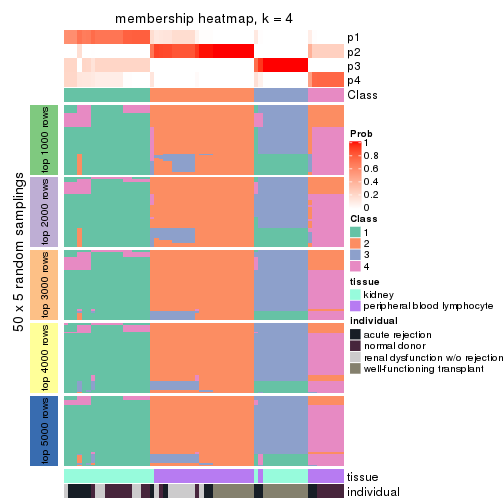 membership heatmap, k = 4
p1
p2
p3
p4
Class
50 x 5 random samplings
top 1000 rows
top 2000 rows
top 3000 rows
top 4000 rows
top 5000 rows
Prob
1
0.8
0.6
0.4
0.2
0
Class
1
2
3
4
tissue
kidney
peripheral blood lymphocyte
individual
acute rejection
normal donor
renal dysfunction w/o rejection
well-functioning transplant
tissue
individual